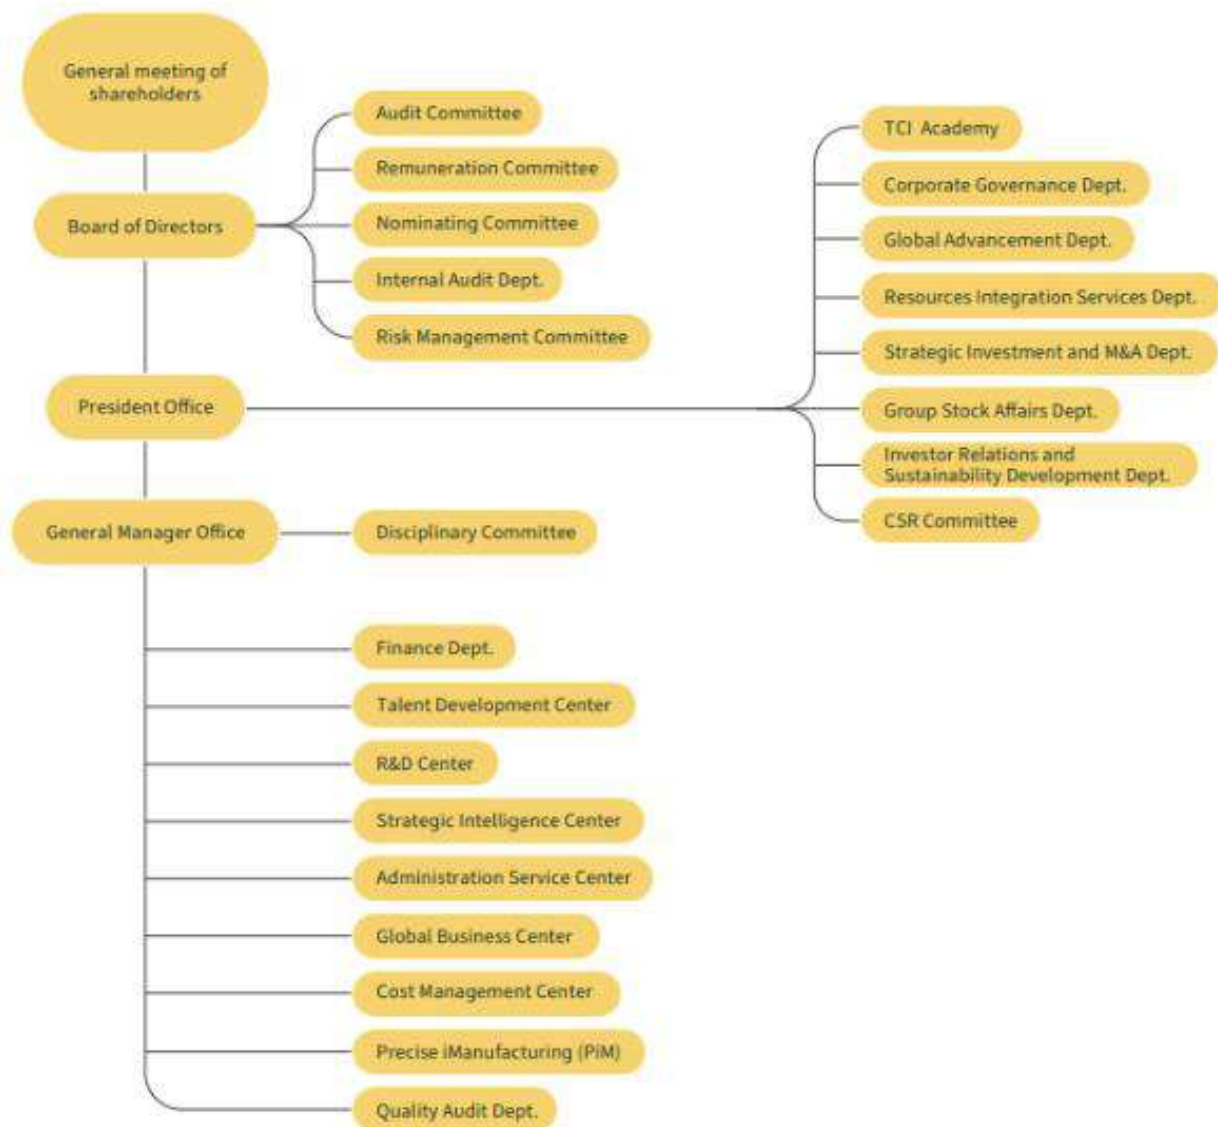 General meeting of
shareholders
Board of Directors
Audit Committee
Remuneration Committee
Nominating Committee
Internal Audit Dept.
Risk Management Committee
President Office
TCI Academy
Corporate Governance Dept.
Global Advancement Dept.
Resources Integration Services Dept.
Strategic Investment and M&A Dept.
Group Stock Affairs Dept.
Investor Relations and
Sustainability Development Dept.
CSR Committee
General Manager Office
Disciplinary Committee
Finance Dept.
Talent Development Center
R&D Center
Strategic Intelligence Center
Administration Service Center
Global Business Center
Cost Management Center
Precise iManufacturing (PiM)
Quality Audit Dept.